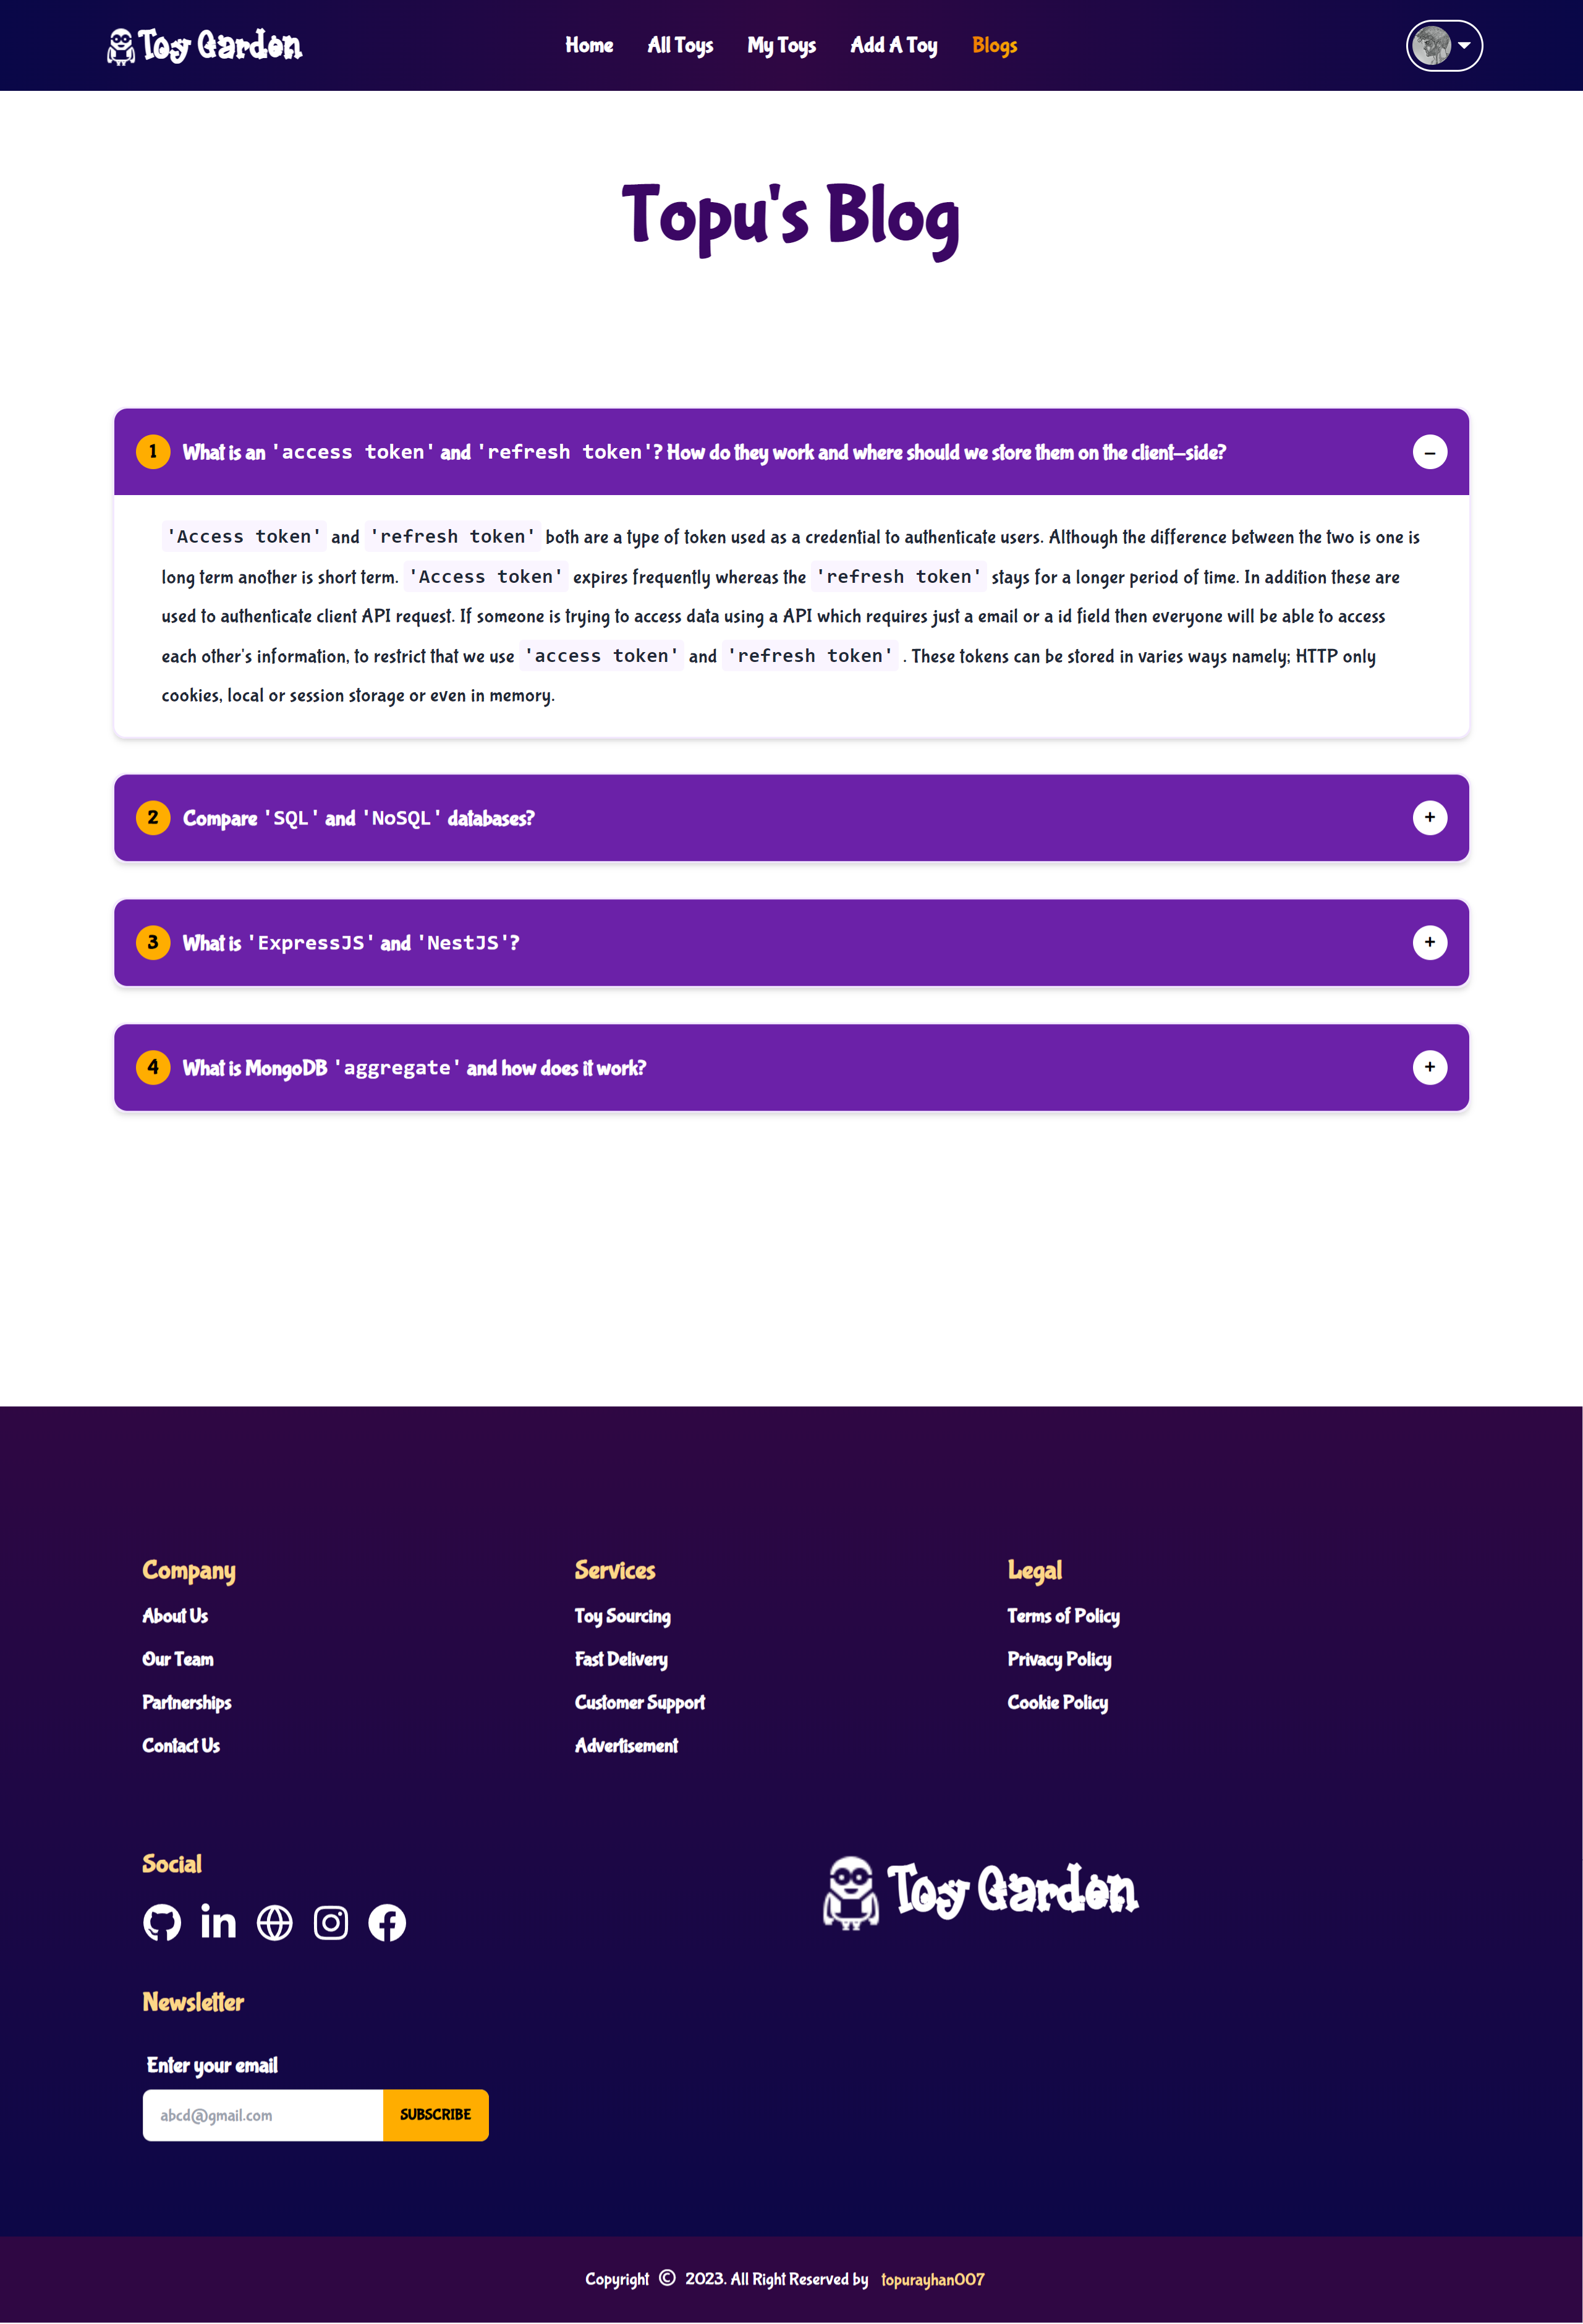 Toy Garden
Home All Toys My Toys Add A Toy Blogs
Topu's Blog
1 What is an 'access token' and 'refresh token'? How do they work and where should we store them on the client-side? −
'Access token' and 'refresh token' both are a type of token used as a credential to authenticate users. Although the difference between the two is one is
long term another is short term. 'Access token' expires frequently whereas the 'refresh token' stays for a longer period of time. In addition these are
used to authenticate client API request. If someone is trying to access data using a API which requires just a email or a id field then everyone will be able to access
each other's information, to restrict that we use 'access token' and 'refresh token' . These tokens can be stored in varies ways namely; HTTP only
cookies, local or session storage or even in memory.
2 Compare 'SQL' and 'NoSQL' databases? +
3 What is 'ExpressJS' and 'NestJS'? +
4 What is MongoDB 'aggregate' and how does it work? +
Company
About Us
Our Team
Partnerships
Contact Us
Services
Toy Sourcing
Fast Delivery
Customer Support
Advertisement
Legal
Terms of Policy
Privacy Policy
Cookie Policy
Social
Toy Garden
Newsletter
Enter your email
abcd@gmail.com SUBSCRIBE
Copyright © 2023. All Right Reserved by topurayhan007